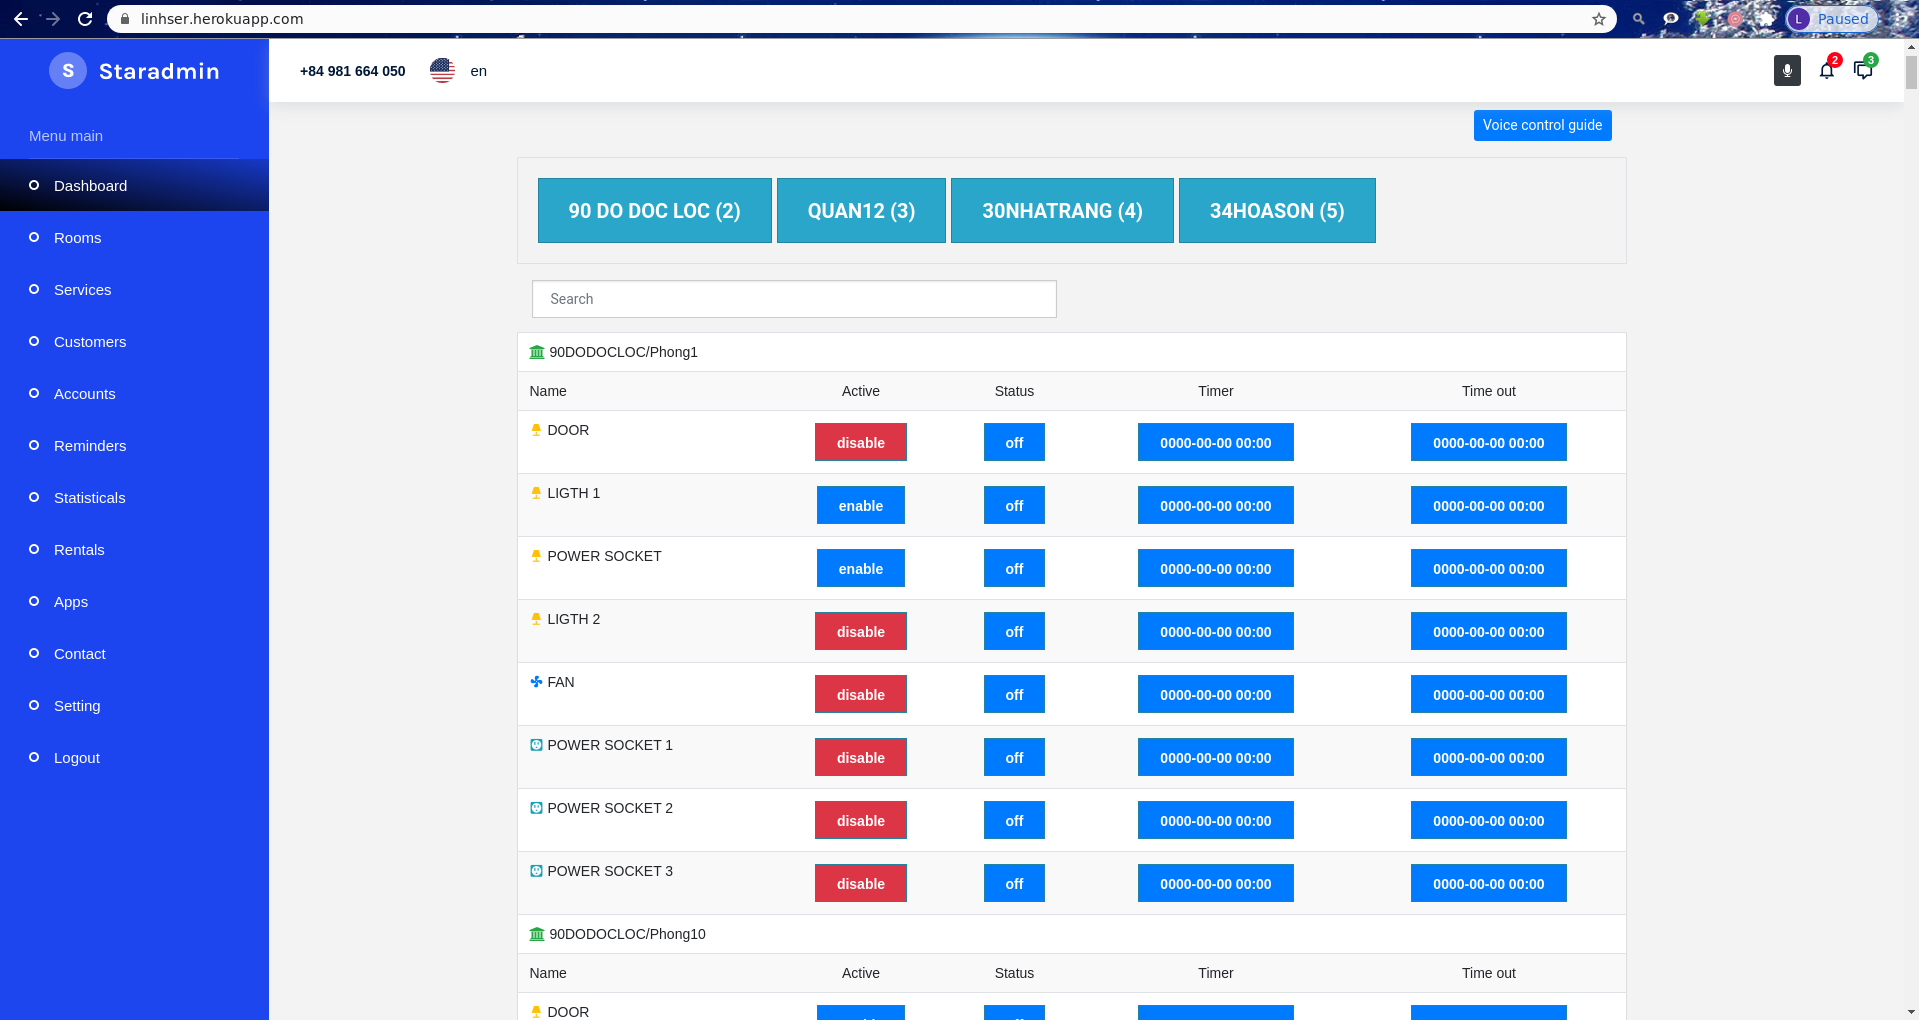 linhser.herokuapp.com
L Paused
S Staradmin
+84 981 664 050 en
2 3
Menu main
Dashboard
Rooms
Services
Customers
Accounts
Reminders
Statisticals
Rentals
Apps
Contact
Setting
Logout
Voice control guide
90 DO DOC LOC (2) QUAN12 (3) 30NHATRANG (4) 34HOASON (5)
Search
90DODOCLOC/Phong1
Name Active Status Timer Time out
DOOR disable off 0000-00-00 00:00 0000-00-00 00:00
LIGTH 1 enable off 0000-00-00 00:00 0000-00-00 00:00
POWER SOCKET enable off 0000-00-00 00:00 0000-00-00 00:00
LIGTH 2 disable off 0000-00-00 00:00 0000-00-00 00:00
FAN disable off 0000-00-00 00:00 0000-00-00 00:00
POWER SOCKET 1 disable off 0000-00-00 00:00 0000-00-00 00:00
POWER SOCKET 2 disable off 0000-00-00 00:00 0000-00-00 00:00
POWER SOCKET 3 disable off 0000-00-00 00:00 0000-00-00 00:00
90DODOCLOC/Phong10
Name Active Status Timer Time out
DOOR